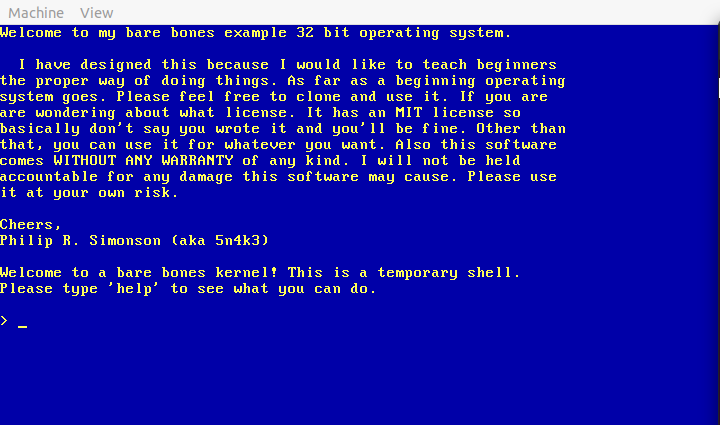 Machine View
Welcome to my bare bones example 32 bit operating system.
I have designed this because I would like to teach beginners
the proper way of doing things. As far as a beginning operating
system goes. Please feel free to clone and use it. If you are
are wondering about what license. It has an MIT license so
basically don't say you wrote it and you'll be fine. Other than
that, you can use it for whatever you want. Also this software
comes WITHOUT ANY WARRANTY of any kind. I will not be held
accountable for any damage this software may cause. Please use
it at your own risk.
Cheers,
Philip R. Simonson (aka 5n4k3)
Welcome to a bare bones kernel! This is a temporary shell.
Please type 'help' to see what you can do.
> _